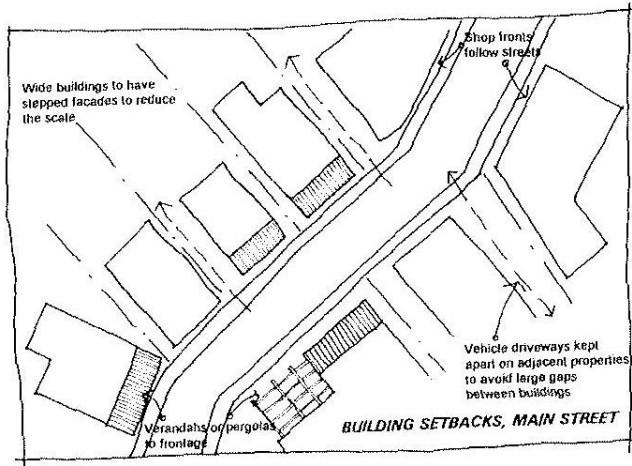 Shop fronts
follow streets
Wide buildings to have
stepped facades to reduce
the scale
Vehicle driveways kept
apart on adjacent properties
to avoid large gaps
between buildings
Verandahs or pergolas
to frontage
BUILDING SETBACKS, MAIN STREET